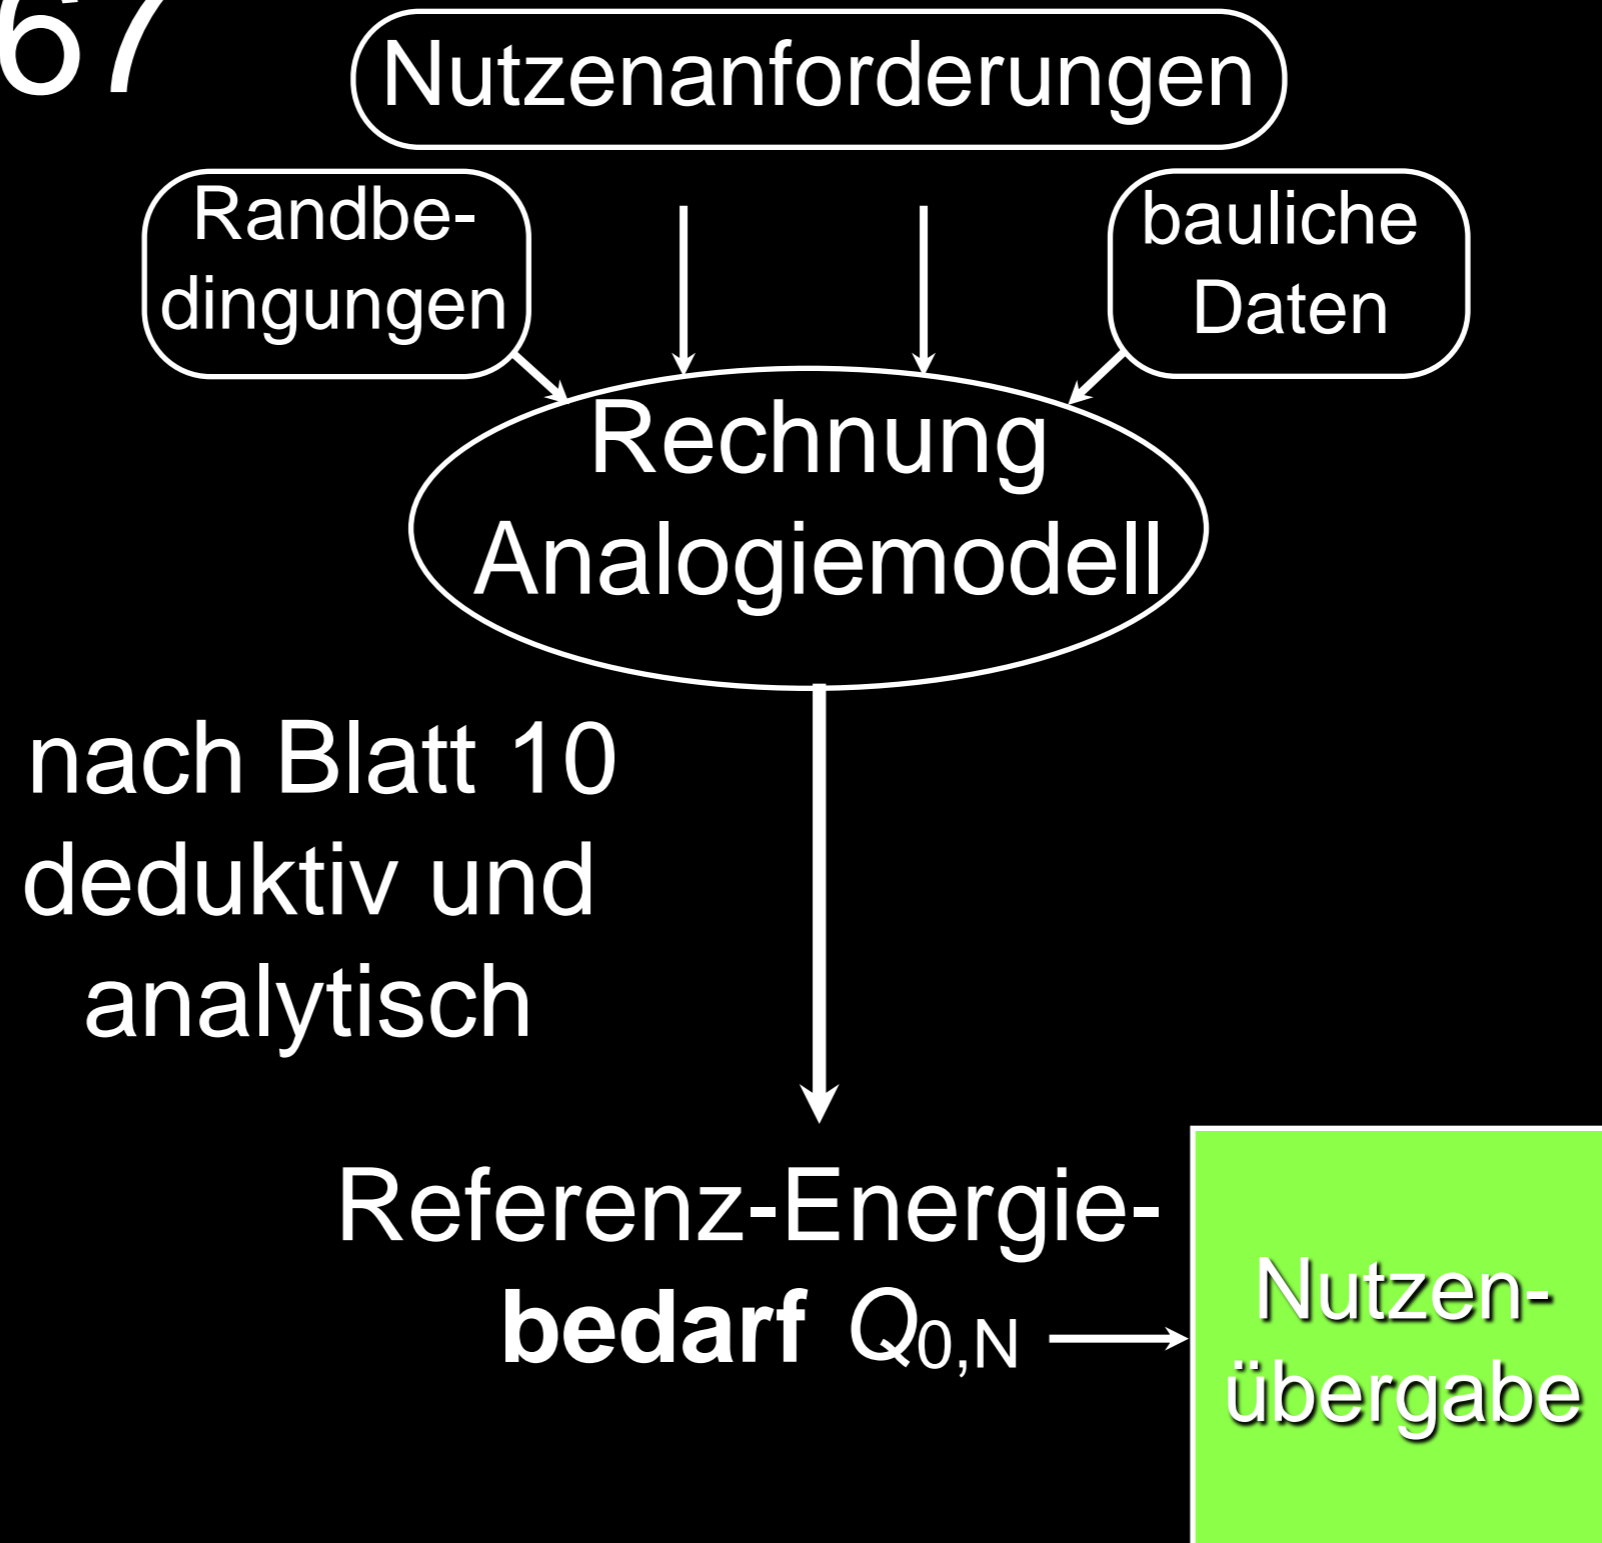 67
Nutzenanforderungen
Randbe-
dingungen
bauliche
Daten
Rechnung
Analogiemodell
nach Blatt 10
deduktiv und
analytisch
Referenz-Energie-
bedarf Q0,N
Nutzen-
übergabe